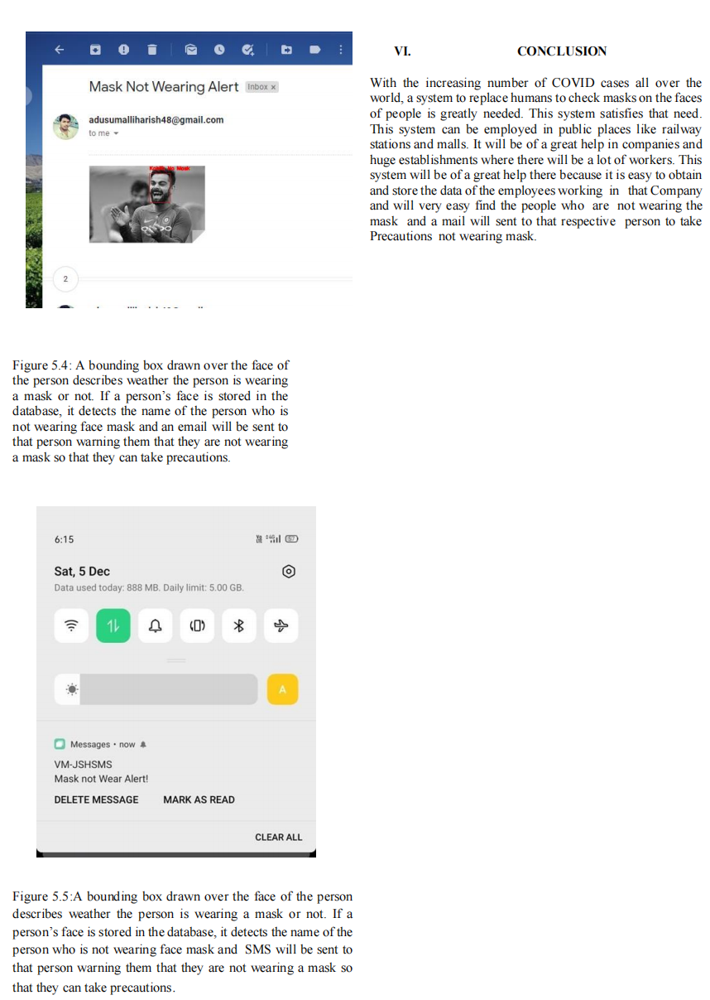 Mask Not Wearing Alert Inbox x
adusumalliharish48@gmail.com
to me
No Mask
2
Figure 5.4: A bounding box drawn over the face of
the person describes weather the person is wearing
a mask or not. If a person’s face is stored in the
database, it detects the name of the person who is
not wearing face mask and an email will be sent to
that person warning them that they are not wearing
a mask so that they can take precautions.
6:15
Sat, 5 Dec
Data used today: 888 MB. Daily limit: 5.00 GB.
A
Messages • now
VM-JSHSMS
Mask not Wear Alert!
DELETE MESSAGE MARK AS READ
CLEAR ALL
Figure 5.5:A bounding box drawn over the face of the person
describes weather the person is wearing a mask or not. If a
person’s face is stored in the database, it detects the name of the
person who is not wearing face mask and SMS will be sent to
that person warning them that they are not wearing a mask so
that they can take precautions.
VI. CONCLUSION
With the increasing number of COVID cases all over the
world, a system to replace humans to check masks on the faces
of people is greatly needed. This system satisfies that need.
This system can be employed in public places like railway
stations and malls. It will be of a great help in companies and
huge establishments where there will be a lot of workers. This
system will be of a great help there because it is easy to obtain
and store the data of the employees working in that Company
and will very easy find the people who are not wearing the
mask and a mail will sent to that respective person to take
Precautions not wearing mask.